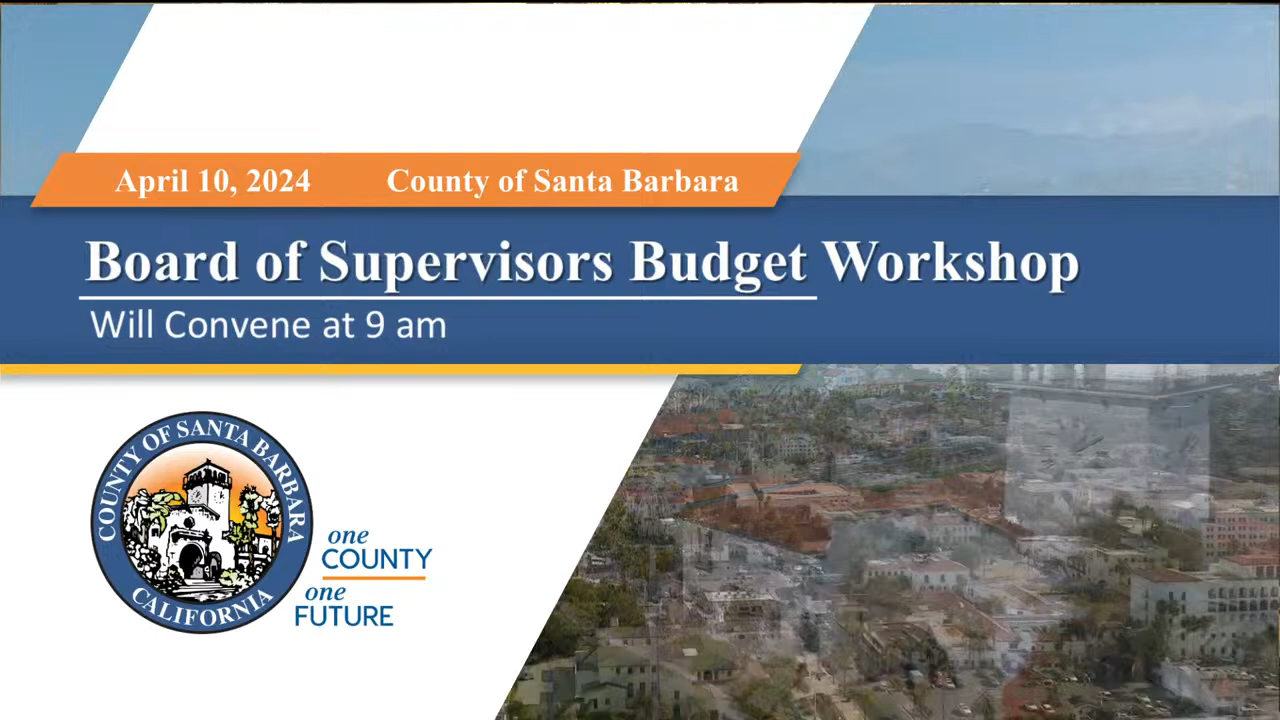 April 10, 2024 County of Santa Barbara
Board of Supervisors Budget Workshop
Will Convene at 9 am
COUNTY OF SANTA BARBARA
CALIFORNIA
one
COUNTY
one
FUTURE